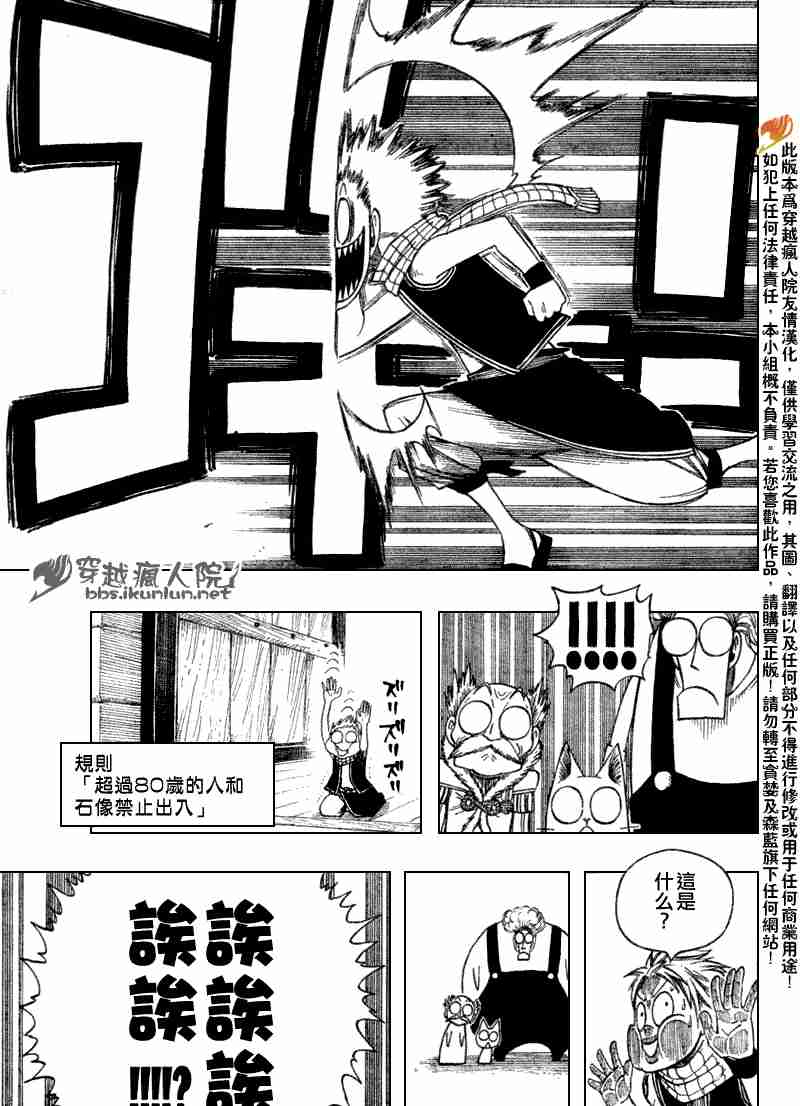 ゴ
キ
穿越瘋人院
bbs.ikunlun.net
!!!!!
ズリ
ズリ
規則
「超過80歲的人和
石像禁止出入」
這是
什么?
誒誒
誒誒
誒
!!!!?
此版本爲穿越瘋人院友情漢化，僅供學習交流之用，其圖、翻譯以及任何部分不得進行修改或用于任何商業用途！
如犯上任何法律責任，本小組概不負責。若您喜歡此作品，請購買正版！請勿轉至貪婪及森藍旗下任何網站！